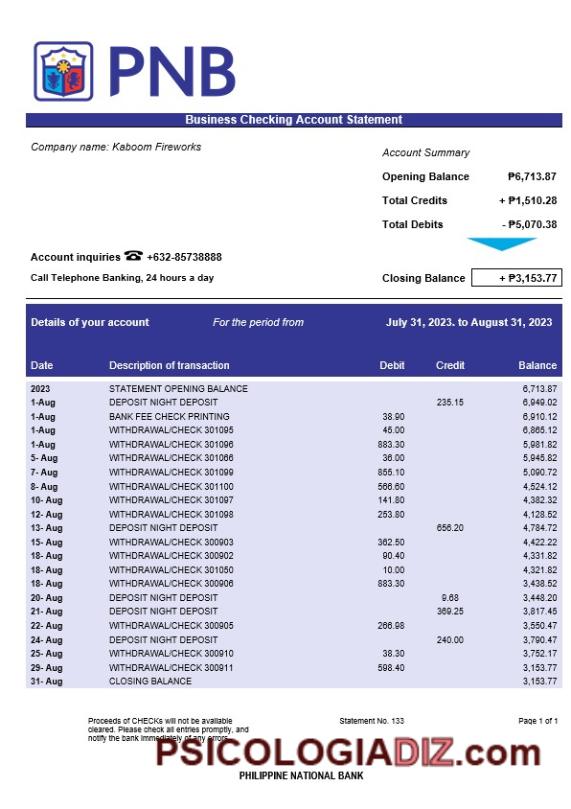 PNB
Business Checking Account Statement
Company name: Kaboom Fireworks
Account Summary
Opening Balance ₱6,713.87
Total Credits + ₱1,510.28
Total Debits - ₱5,070.38
Account inquiries ☎ +632-85738888
Call Telephone Banking, 24 hours a day
Closing Balance + ₱3,153.77
Details of your account For the period from July 31, 2023. to August 31, 2023
Date Description of transaction Debit Credit Balance
2023 STATEMENT OPENING BALANCE 6,713.87
1-Aug DEPOSIT NIGHT DEPOSIT 235.15 6,949.02
1-Aug BANK FEE CHECK PRINTING 38.90 6,910.12
1-Aug WITHDRAWAL/CHECK 301095 45.00 6,865.12
1-Aug WITHDRAWAL/CHECK 301096 883.30 5,981.82
5- Aug WITHDRAWAL/CHECK 301066 36.00 5,945.82
7- Aug WITHDRAWAL/CHECK 301099 855.10 5,090.72
8- Aug WITHDRAWAL/CHECK 301100 566.60 4,524.12
10- Aug WITHDRAWAL/CHECK 301097 141.80 4,382.32
12- Aug WITHDRAWAL/CHECK 301098 253.80 4,128.52
13- Aug DEPOSIT NIGHT DEPOSIT 656.20 4,784.72
15- Aug WITHDRAWAL/CHECK 300903 362.50 4,422.22
18- Aug WITHDRAWAL/CHECK 300902 90.40 4,331.82
18- Aug WITHDRAWAL/CHECK 301050 10.00 4,321.82
18- Aug WITHDRAWAL/CHECK 300906 883.30 3,438.52
20- Aug DEPOSIT NIGHT DEPOSIT 9.68 3,448.20
21- Aug DEPOSIT NIGHT DEPOSIT 369.25 3,817.45
22- Aug WITHDRAWAL/CHECK 300905 266.98 3,550.47
24- Aug DEPOSIT NIGHT DEPOSIT 240.00 3,790.47
25- Aug WITHDRAWAL/CHECK 300910 38.30 3,752.17
29- Aug WITHDRAWAL/CHECK 300911 598.40 3,153.77
31- Aug CLOSING BALANCE 3,153.77
Proceeds of CHECKs will not be available Statement No. 133 Page 1 of 1
cleared. Please check all entries promptly, and
notify the bank immediately of any errors.
PSICOLOGIADIZ.com
PHILIPPINE NATIONAL BANK